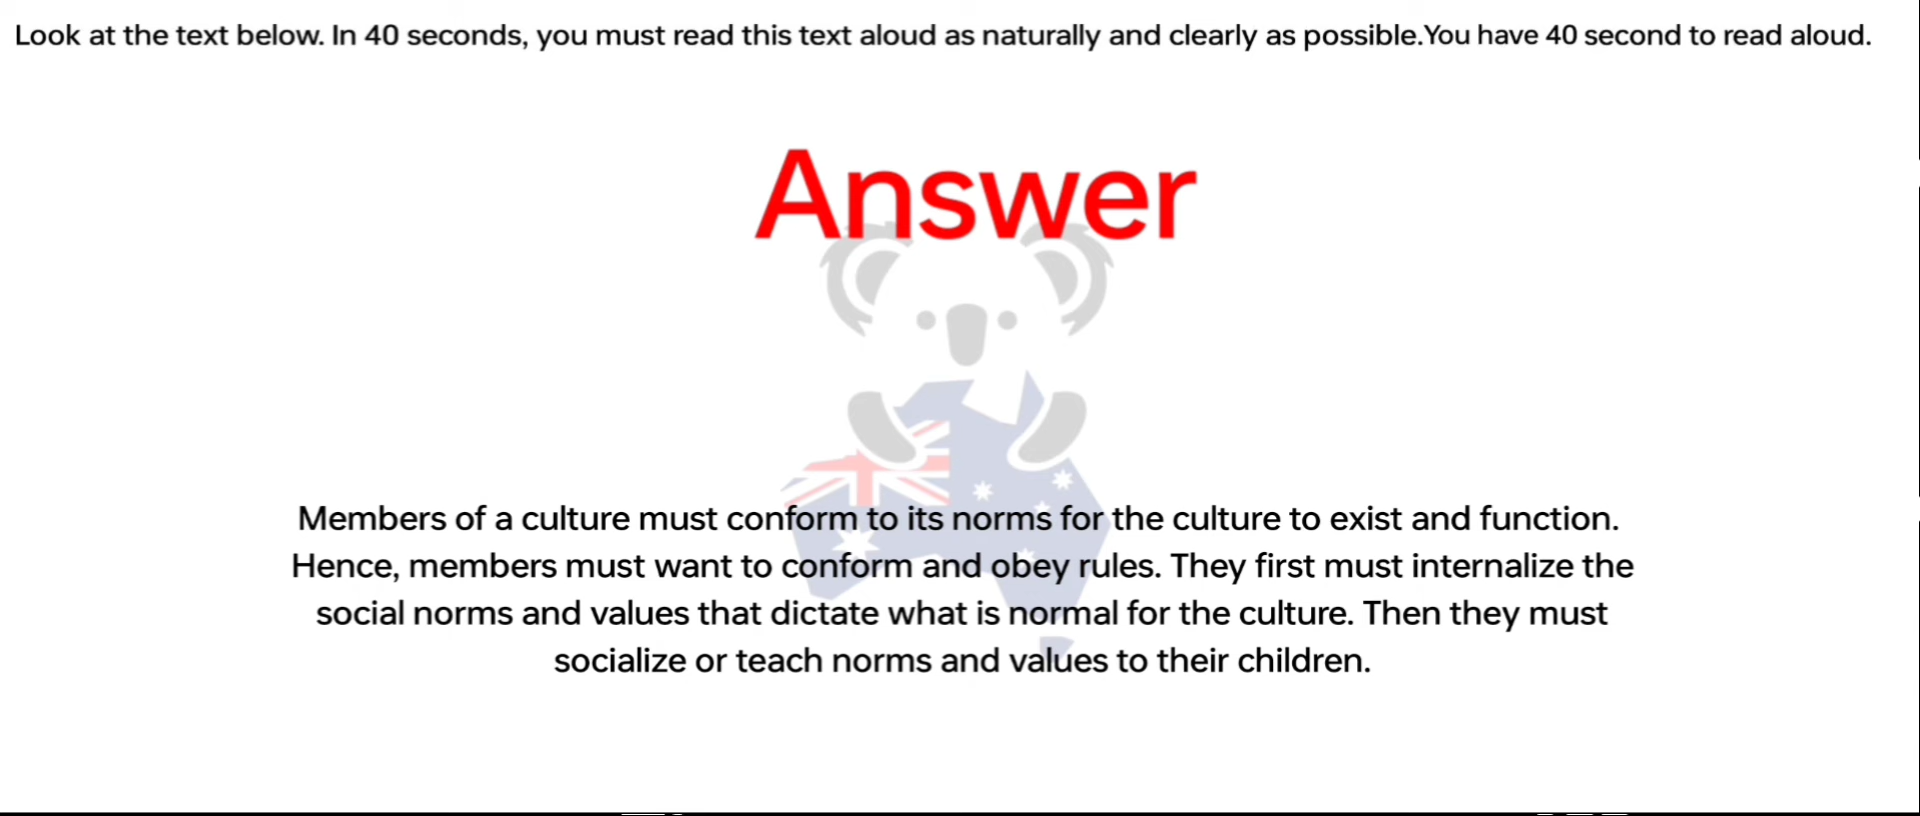 Look at the text below. In 40 seconds, you must read this text aloud as naturally and clearly as possible.You have 40 second to read aloud.
Answer
Members of a culture must conform to its norms for the culture to exist and function.
Hence, members must want to conform and obey rules. They first must internalize the
social norms and values that dictate what is normal for the culture. Then they must
socialize or teach norms and values to their children.